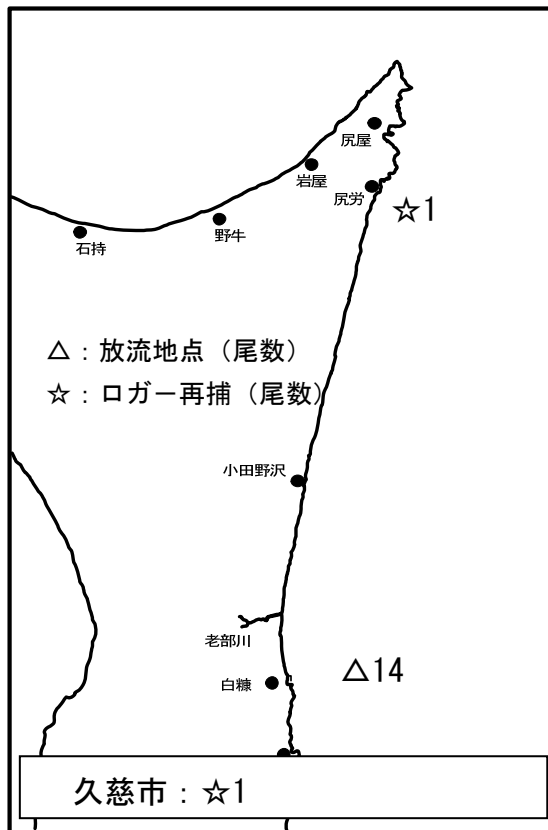 尻屋
岩屋
尻労
☆1
野牛
石持
△：放流地点（尾数）
☆：ロガー再捕（尾数）
小田野沢
老部川
△14
白糠
久慈市：☆1